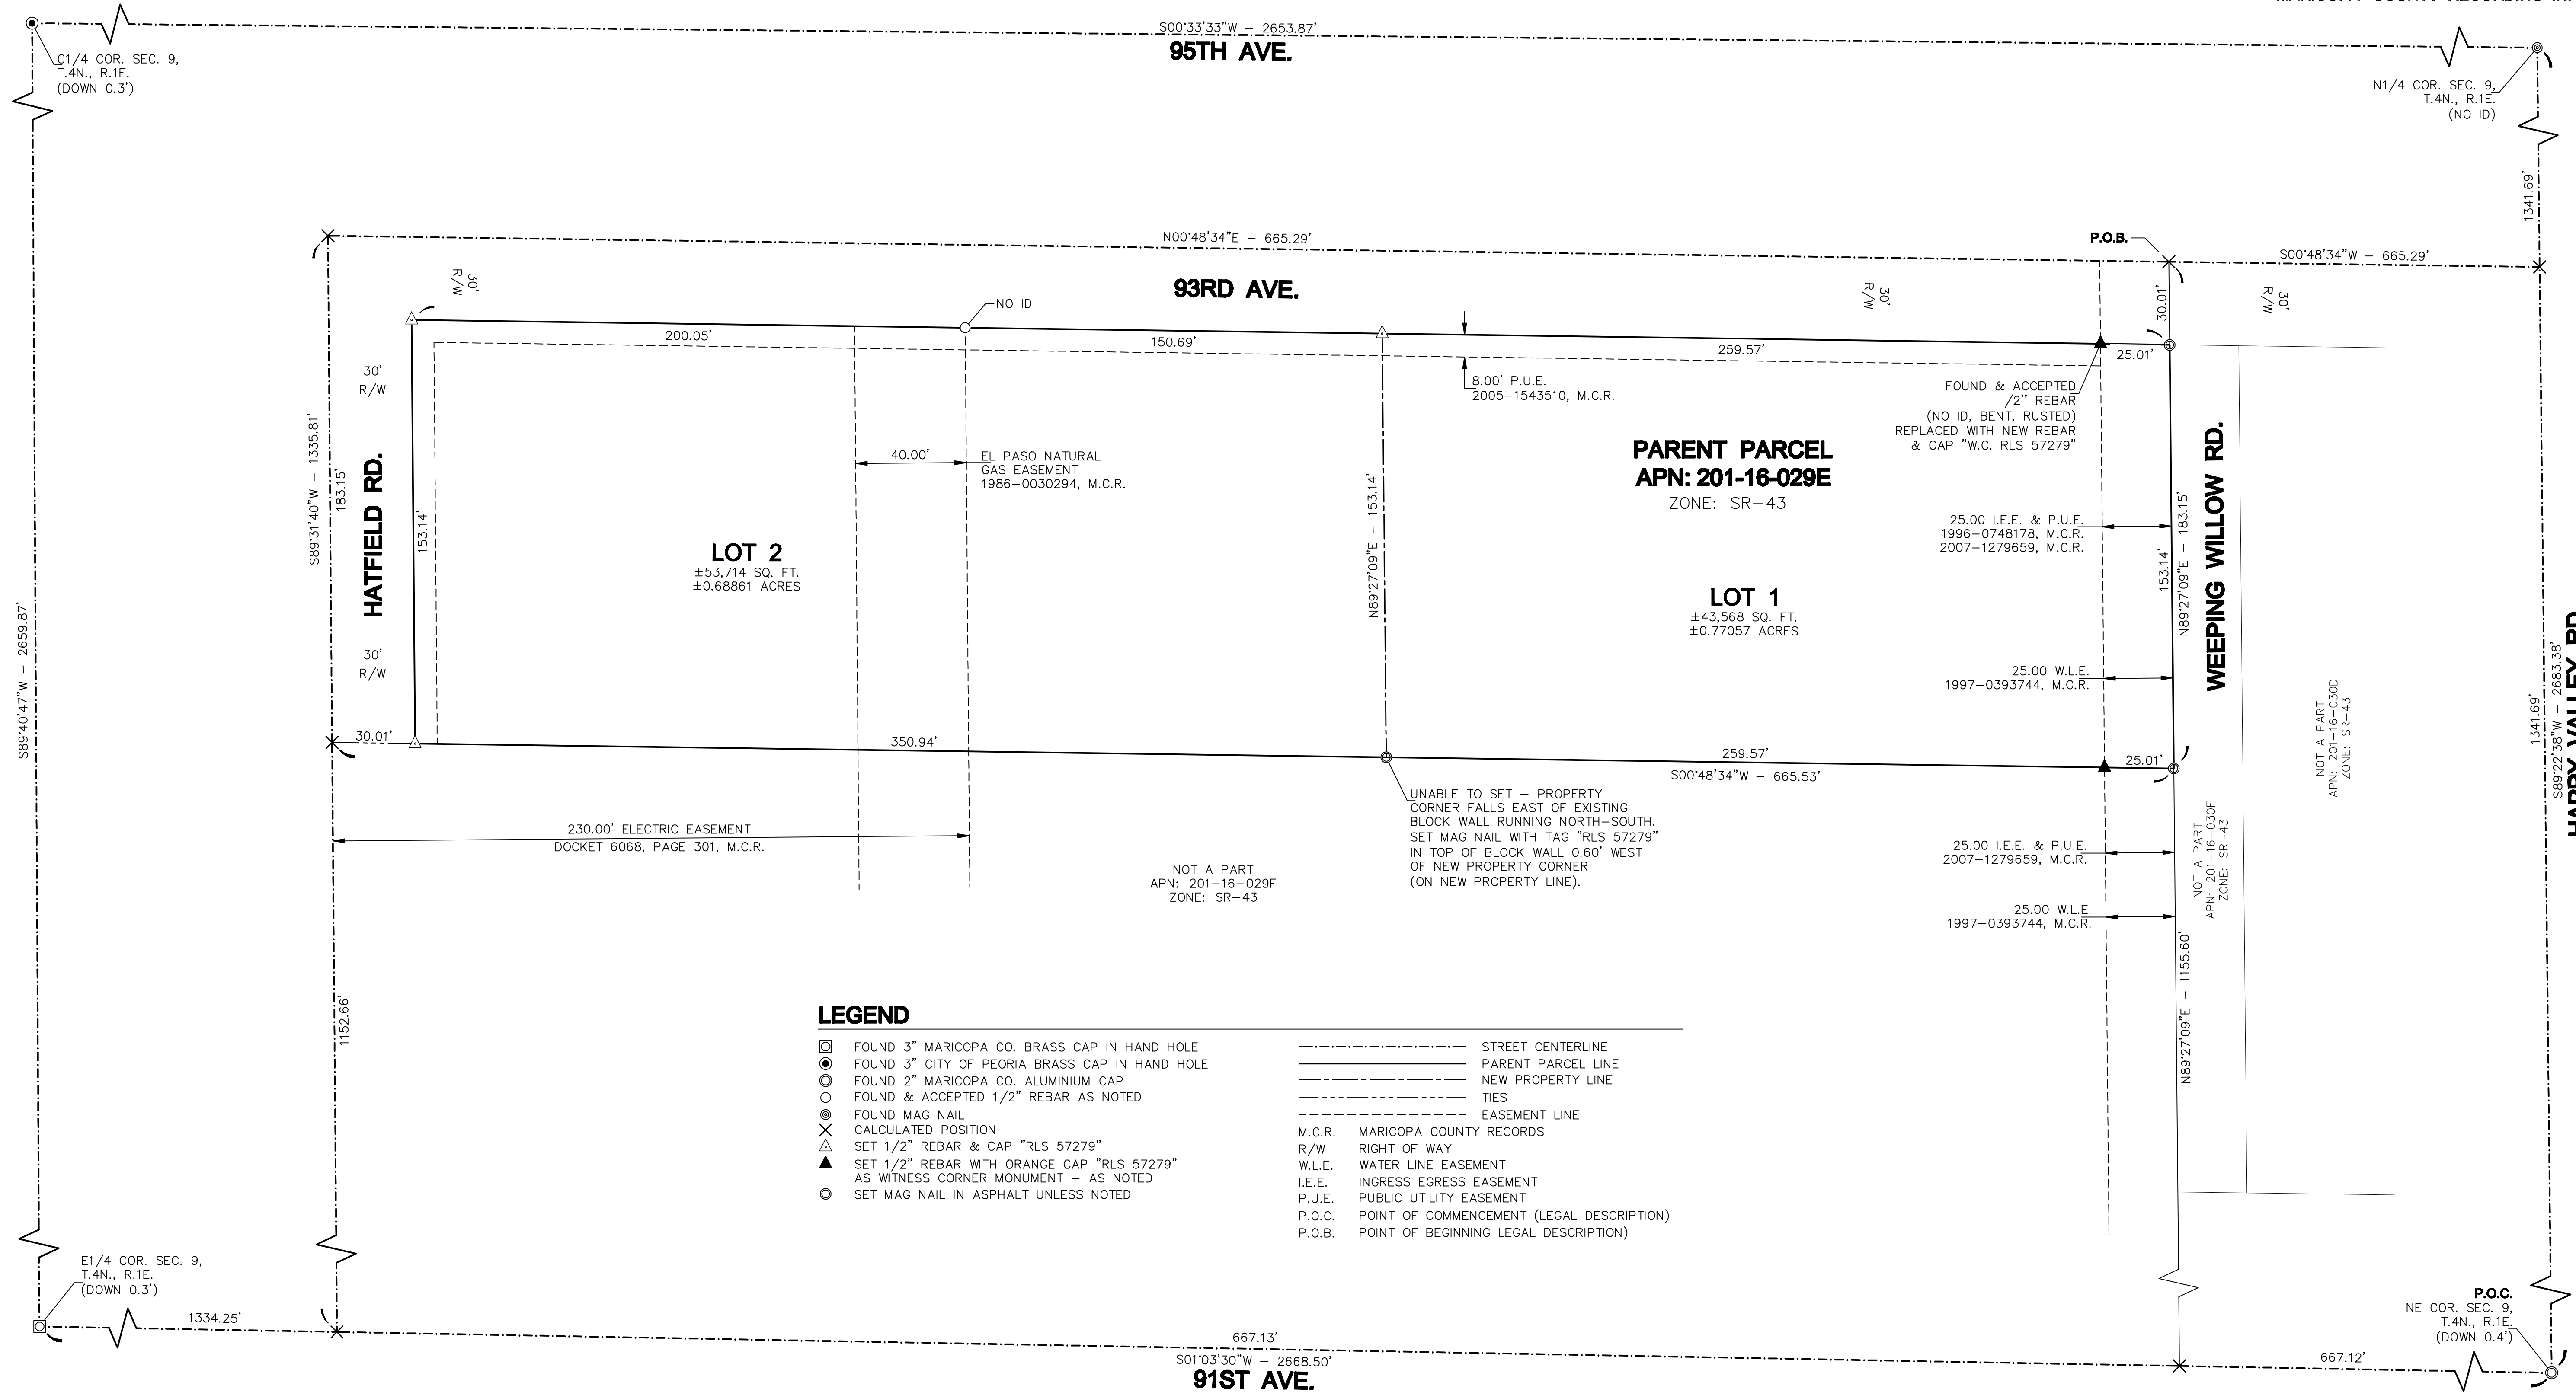 S00°33'33"W - 2653.87'
95TH AVE.
C1/4 COR. SEC. 9,
T.4N., R.1E.
(DOWN 0.3')
N1/4 COR. SEC. 9,
T.4N., R.1E.
(NO ID)
1341.69'
N00°48'34"E - 665.29'
P.O.B.
S00°48'34"W - 665.29'
30'
R/W
93RD AVE.
NO ID
30'
R/W
30.01'
30'
R/W
200.05'
150.69'
259.57'
25.01'
30'
R/W
8.00' P.U.E.
2005-1543510, M.C.R.
FOUND & ACCEPTED
/2" REBAR
(NO ID, BENT, RUSTED)
REPLACED WITH NEW REBAR
& CAP "W.C. RLS 57279"
S89°31'40"W - 1335.81'
183.15'
HATFIELD RD.
153.14'
40.00'
EL PASO NATURAL
GAS EASEMENT
1986-0030294, M.C.R.
PARENT PARCEL
APN: 201-16-029E
ZONE: SR-43
N89°27'09"E - 153.14'
25.00 I.E.E. & P.U.E.
1996-0748178, M.C.R.
2007-1279659, M.C.R.
153.14'
N89°27'09"E - 183.15'
WEEPING WILLOW RD.
LOT 2
±53,714 SQ. FT.
±0.68861 ACRES
LOT 1
±43,568 SQ. FT.
±0.77057 ACRES
S89°40'47"W - 2659.87'
30'
R/W
25.00 W.L.E.
1997-0393744, M.C.R.
NOT A PART
APN: 201-16-030D
ZONE: SR-43
1341.69'
S89°22'38"W - 2683.38'
HAPPY VALLEY RD.
30.01'
350.94'
259.57'
25.01'
S00°48'34"W - 665.53'
UNABLE TO SET - PROPERTY
CORNER FALLS EAST OF EXISTING
BLOCK WALL RUNNING NORTH-SOUTH.
SET MAG NAIL WITH TAG "RLS 57279"
IN TOP OF BLOCK WALL 0.60' WEST
OF NEW PROPERTY CORNER
(ON NEW PROPERTY LINE).
230.00' ELECTRIC EASEMENT
DOCKET 6068, PAGE 301, M.C.R.
NOT A PART
APN: 201-16-029F
ZONE: SR-43
25.00 I.E.E. & P.U.E.
2007-1279659, M.C.R.
NOT A PART
APN: 201-16-030F
ZONE: SR-43
25.00 W.L.E.
1997-0393744, M.C.R.
1152.66'
N89°27'09"E - 1155.60'
LEGEND
FOUND 3" MARICOPA CO. BRASS CAP IN HAND HOLE
FOUND 3" CITY OF PEORIA BRASS CAP IN HAND HOLE
FOUND 2" MARICOPA CO. ALUMINIUM CAP
FOUND & ACCEPTED 1/2" REBAR AS NOTED
FOUND MAG NAIL
CALCULATED POSITION
SET 1/2" REBAR & CAP "RLS 57279"
SET 1/2" REBAR WITH ORANGE CAP "RLS 57279"
AS WITNESS CORNER MONUMENT - AS NOTED
SET MAG NAIL IN ASPHALT UNLESS NOTED
STREET CENTERLINE
PARENT PARCEL LINE
NEW PROPERTY LINE
TIES
EASEMENT LINE
M.C.R. MARICOPA COUNTY RECORDS
R/W RIGHT OF WAY
W.L.E. WATER LINE EASEMENT
I.E.E. INGRESS EGRESS EASEMENT
P.U.E. PUBLIC UTILITY EASEMENT
P.O.C. POINT OF COMMENCEMENT (LEGAL DESCRIPTION)
P.O.B. POINT OF BEGINNING LEGAL DESCRIPTION)
E1/4 COR. SEC. 9,
T.4N., R.1E.
(DOWN 0.3')
1334.25'
667.13'
S01°03'30"W - 2668.50'
91ST AVE.
667.12'
P.O.C.
NE COR. SEC. 9,
T.4N., R.1E.
(DOWN 0.4')